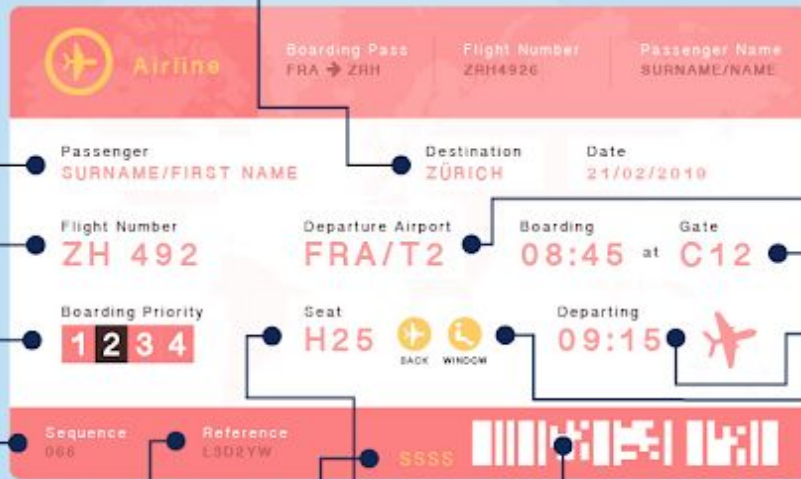 Airline
Boarding Pass
FRA → ZRH
Flight Number
ZRH4926
Passenger Name
SURNAME/NAME
Passenger
SURNAME/FIRST NAME
Destination
ZÜRICH
Date
21/02/2019
Flight Number
ZH 492
Departure Airport
FRA/T2
Boarding
08:45 at
Gate
C12
Boarding Priority
1 2 3 4
Seat
H25
BACK
WINDOW
Departing
09:15
Sequence
066
Reference
L3D2YW
SSSS